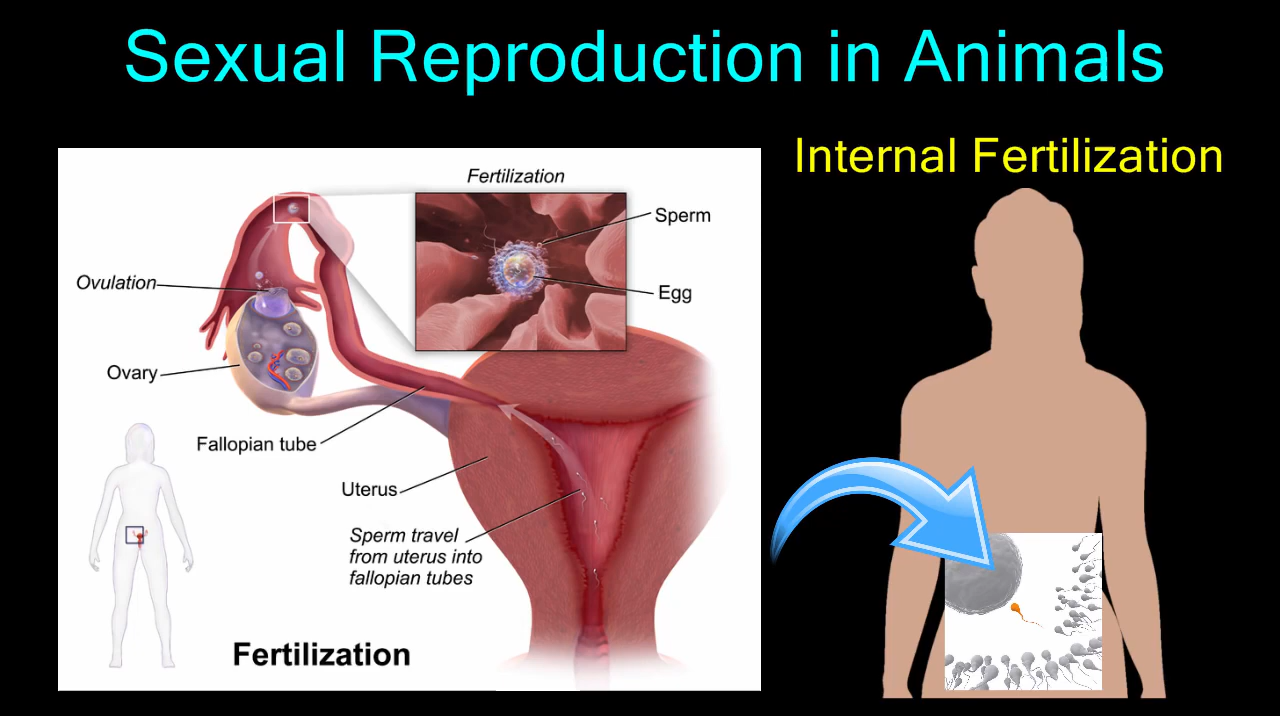 Sexual Reproduction in Animals
Internal Fertilization
Fertilization
Sperm
Egg
Ovulation
Ovary
Fallopian tube
Uterus
Sperm travel
from uterus into
fallopian tubes
Fertilization